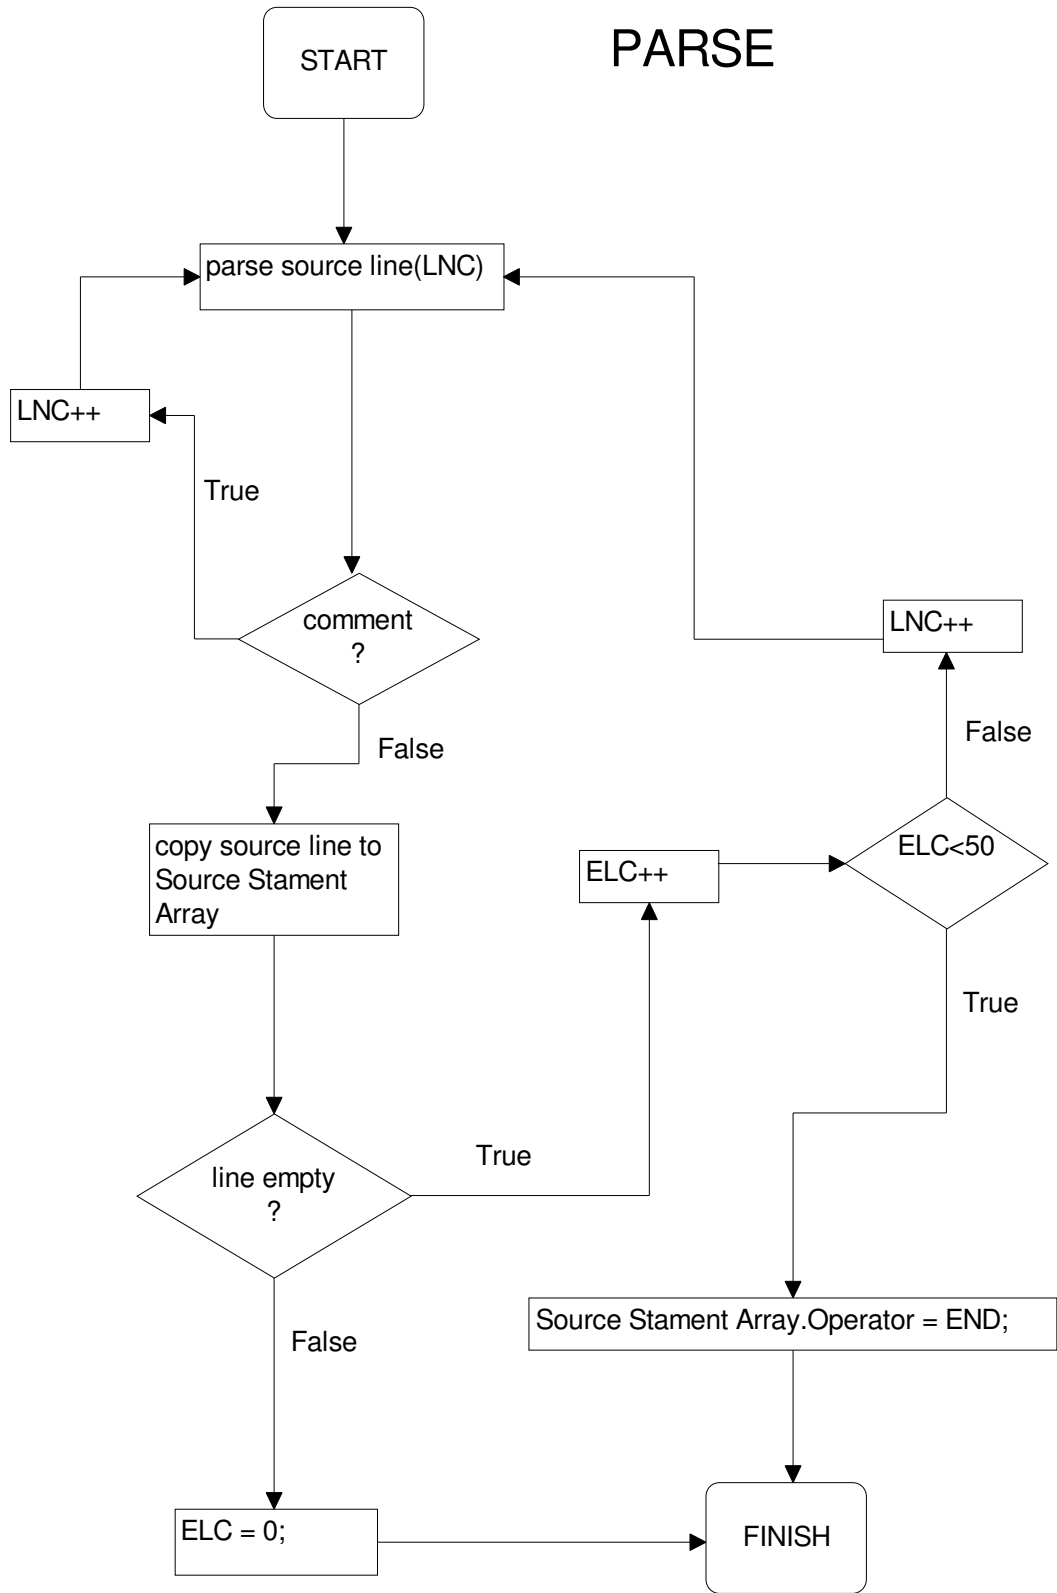 START
PARSE
parse source line(LNC)
LNC++
True
comment
?
LNC++
False
False
copy source line to
Source Stament
Array
ELC++
ELC<50
True
line empty
?
True
Source Stament Array.Operator = END;
False
ELC = 0;
FINISH